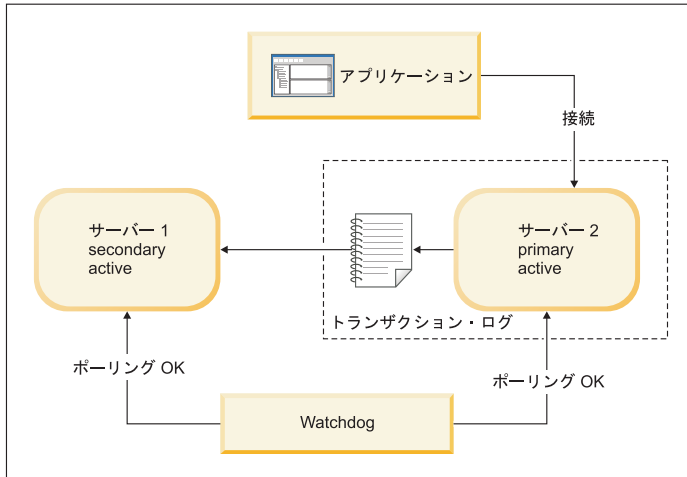 アプリケーション
接続
サーバー 1
secondary
active
サーバー 2
primary
active
トランザクション・ログ
ポーリング OK
ポーリング OK
Watchdog